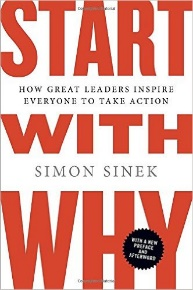 START
HOW GREAT LEADERS INSPIRE
EVERYONE TO TAKE ACTION
WITH
SIMON SINEK
WHY
WITH A NEW
PREFACE AND
AFTERWORD